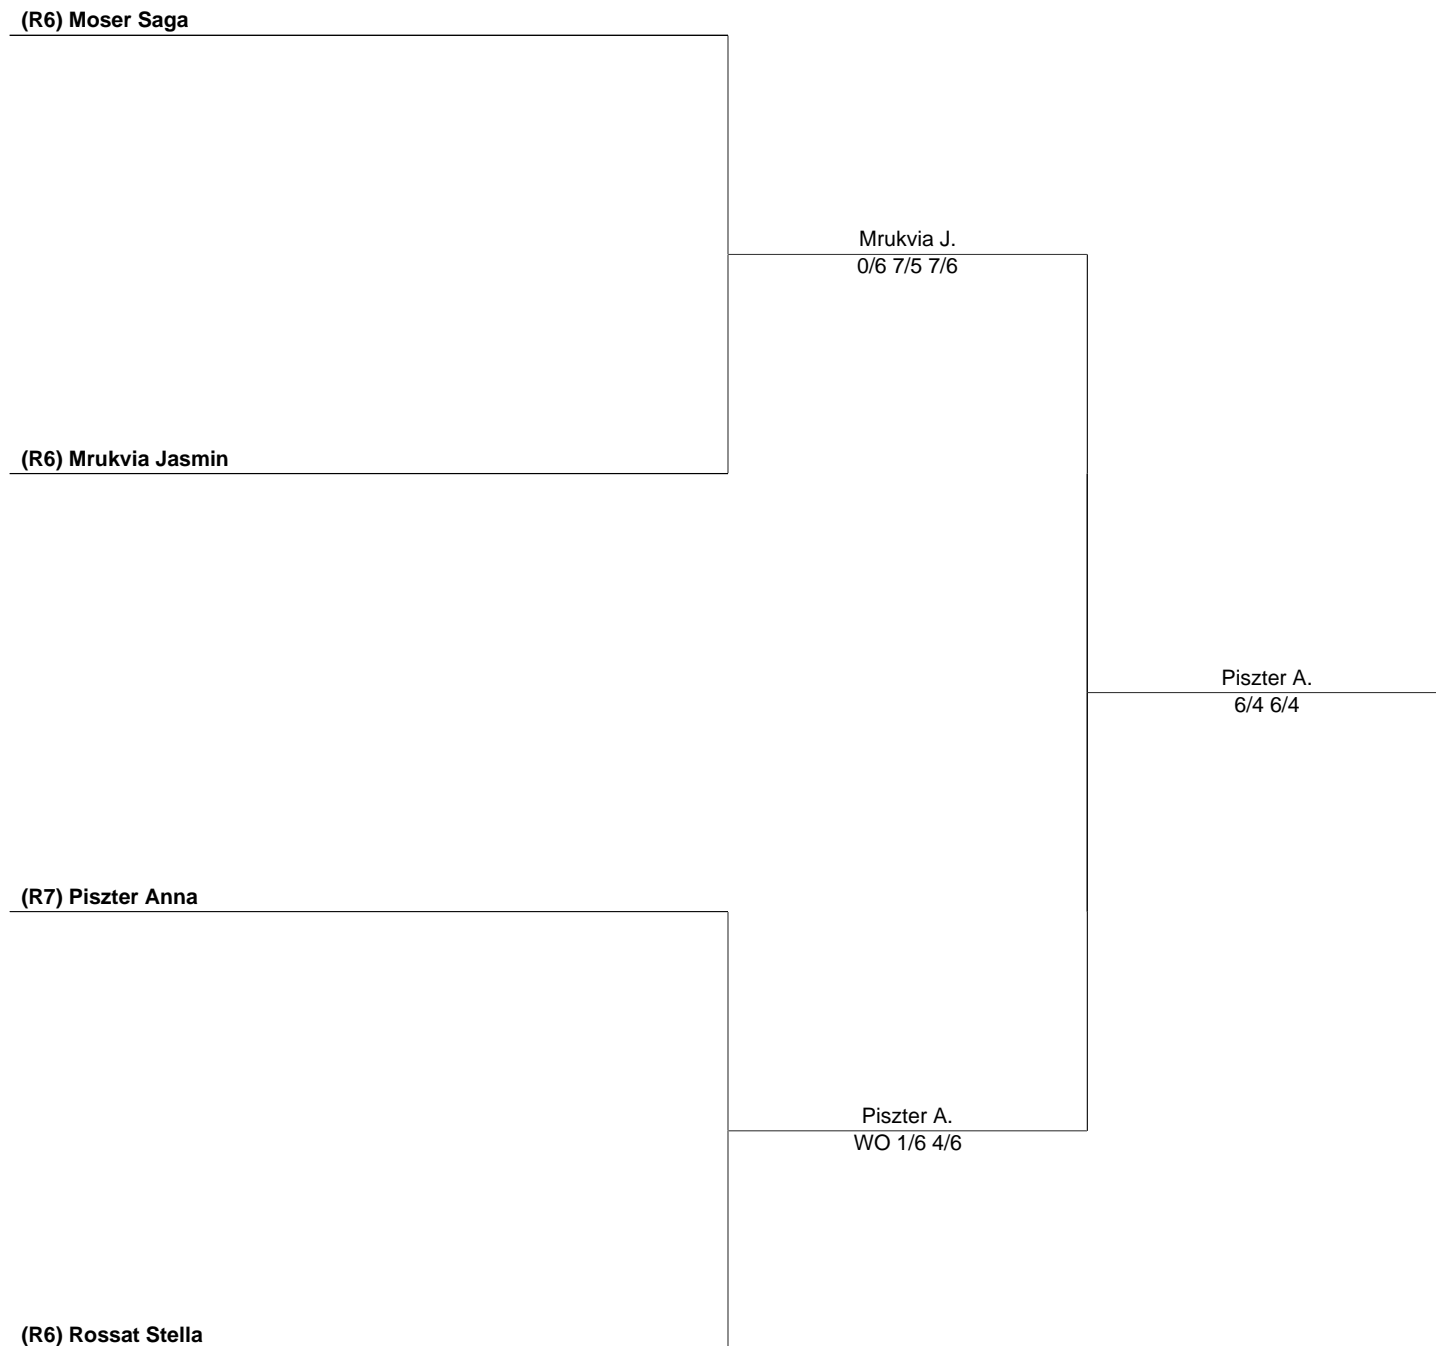 (R6) Moser Saga
Mrukvia J.
0/6 7/5 7/6
(R6) Mrukvia Jasmin
Piszter A.
6/4 6/4
(R7) Piszter Anna
Piszter A.
WO 1/6 4/6
(R6) Rossat Stella